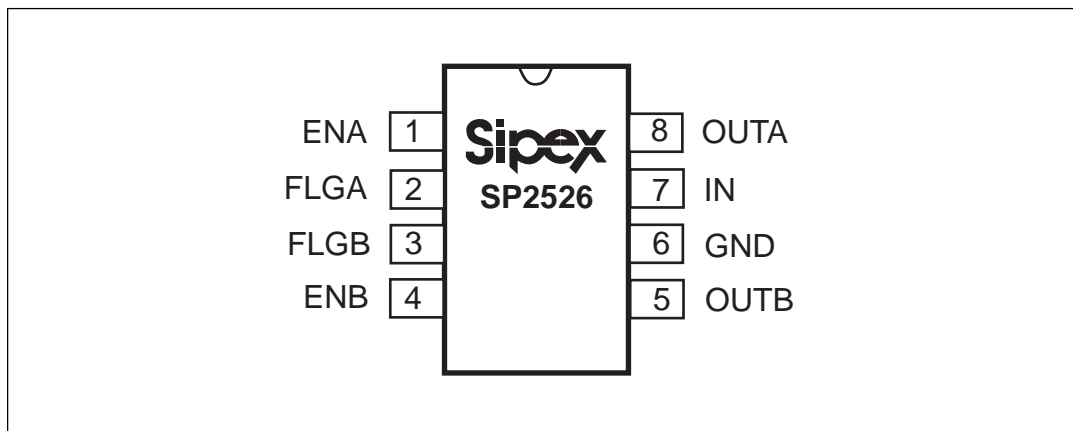 ENA 1 Sipex 8 OUTA
FLGA 2 SP2526 7 IN
FLGB 3 6 GND
ENB 4 5 OUTB